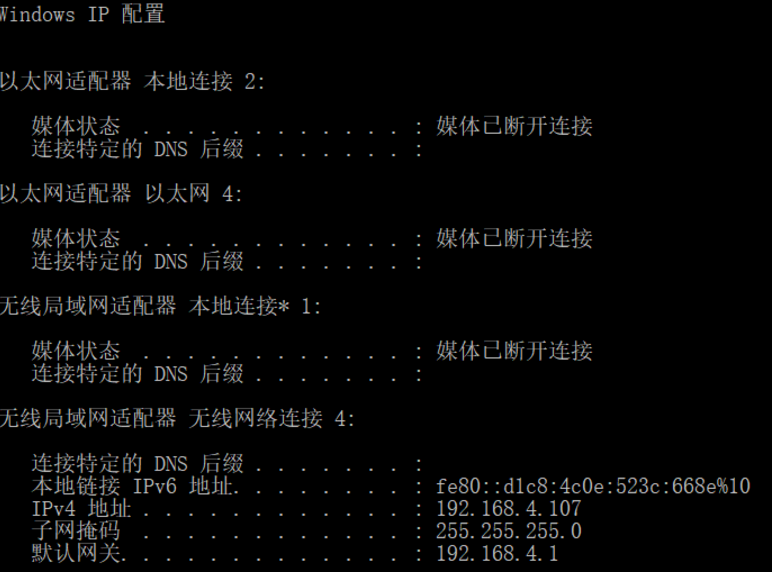 Windows IP 配置
以太网适配器 本地连接 2:
媒体状态 . . . . . . . . . . . . : 媒体已断开连接
连接特定的 DNS 后缀 . . . . . . . :
以太网适配器 以太网 4:
媒体状态 . . . . . . . . . . . . : 媒体已断开连接
连接特定的 DNS 后缀 . . . . . . . :
无线局域网适配器 本地连接* 1:
媒体状态 . . . . . . . . . . . . : 媒体已断开连接
连接特定的 DNS 后缀 . . . . . . . :
无线局域网适配器 无线网络连接 4:
连接特定的 DNS 后缀 . . . . . . . :
本地链接 IPv6 地址. . . . . . . . : fe80::d1c8:4c0e:523c:668e%10
IPv4 地址 . . . . . . . . . . . . : 192.168.4.107
子网掩码 . . . . . . . . . . . . : 255.255.255.0
默认网关. . . . . . . . . . . . . : 192.168.4.1